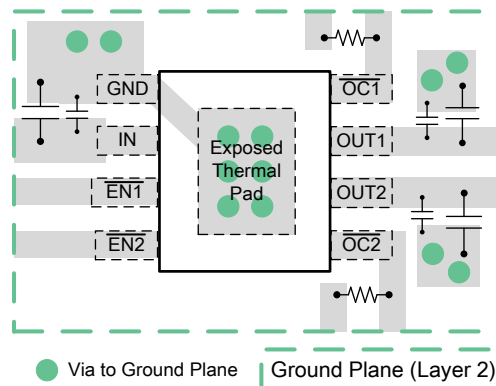 GND
OC1
IN
Exposed
Thermal
Pad
OUT1
EN1
OUT2
EN2
OC2
Via to Ground Plane
Ground Plane (Layer 2)